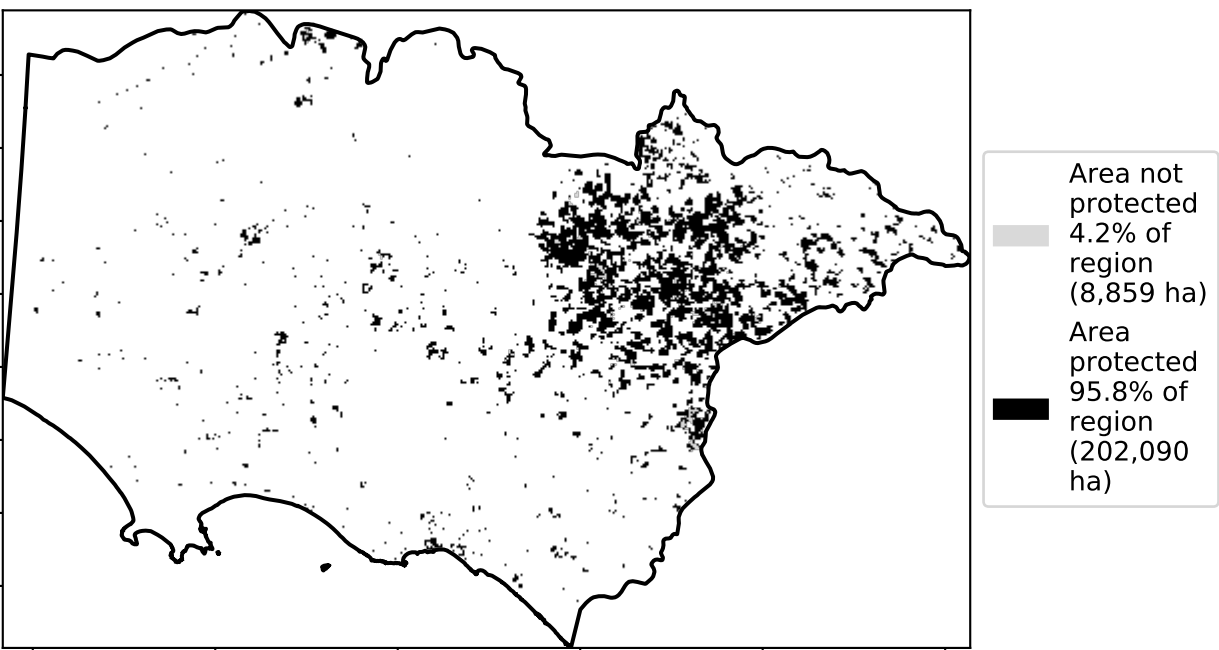 Area not
protected
4.2% of
region
(8,859 ha)
Area
protected
95.8% of
region
(202,090
ha)